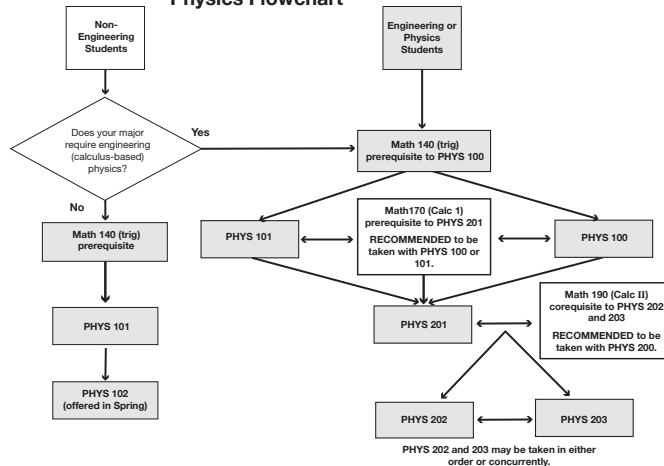 Physics Flowchart
Non-
Engineering
Students
Engineering or
Physics
Students
Does your major
require engineering
(calculus-based)
physics?
Yes
No
Math 140 (trig)
prerequisite to PHYS 100
Math 140 (trig)
prerequisite
PHYS 101
Math170 (Calc 1)
prerequisite to PHYS 201
RECOMMENDED to be
taken with PHYS 100 or
101.
PHYS 100
PHYS 101
PHYS 201
Math 190 (Calc II)
corequisite to PHYS 202
and 203
RECOMMENDED to be
taken with PHYS 200.
PHYS 102
(offered in Spring)
PHYS 202
PHYS 203
PHYS 202 and 203 may be taken in either
order or concurrently.